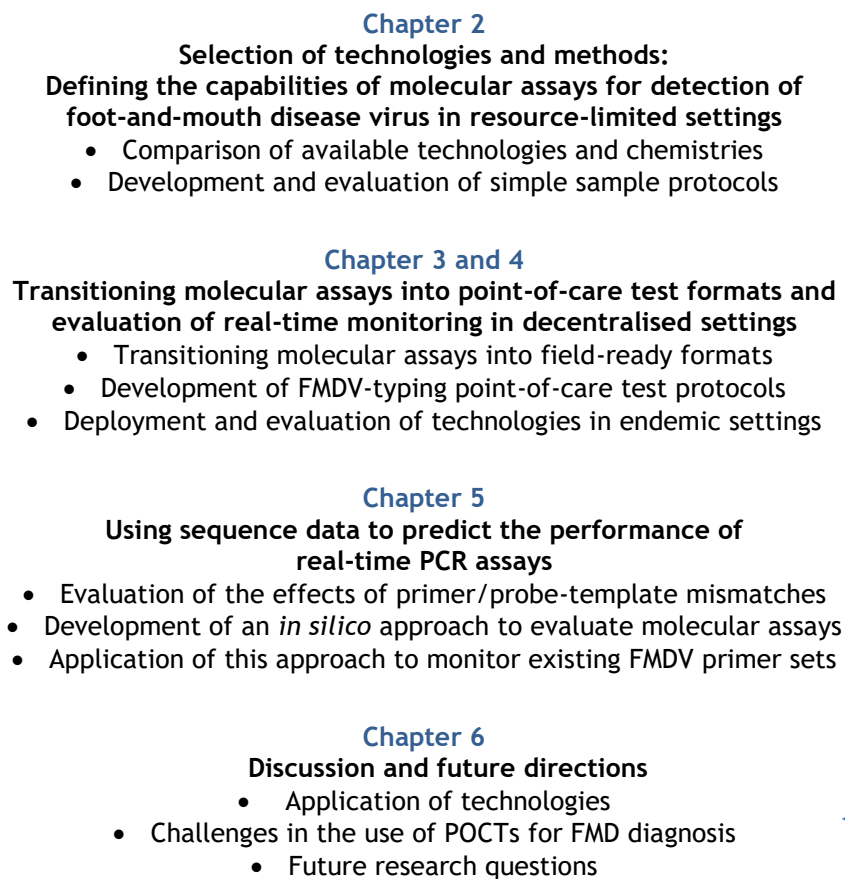 Chapter 2
Selection of technologies and methods:
Defining the capabilities of molecular assays for detection of
foot-and-mouth disease virus in resource-limited settings
• Comparison of available technologies and chemistries
• Development and evaluation of simple sample protocols
Chapter 3 and 4
Transitioning molecular assays into point-of-care test formats and
evaluation of real-time monitoring in decentralised settings
• Transitioning molecular assays into field-ready formats
• Development of FMDV-typing point-of-care test protocols
• Deployment and evaluation of technologies in endemic settings
Chapter 5
Using sequence data to predict the performance of
real-time PCR assays
• Evaluation of the effects of primer/probe-template mismatches
• Development of an in silico approach to evaluate molecular assays
• Application of this approach to monitor existing FMDV primer sets
Chapter 6
Discussion and future directions
• Application of technologies
• Challenges in the use of POCTs for FMD diagnosis
• Future research questions